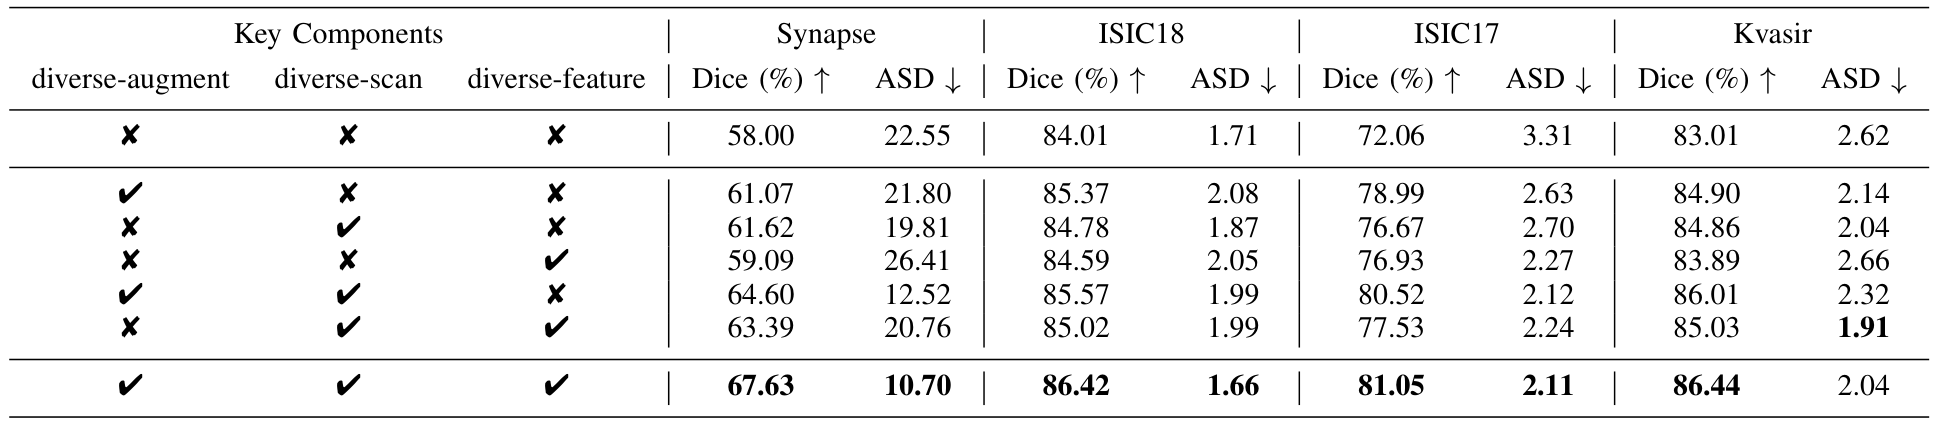 Key Components Synapse ISIC18 ISIC17 Kvasir
diverse-augment diverse-scan diverse-feature Dice (%) ↑ ASD ↓ Dice (%) ↑ ASD ↓ Dice (%) ↑ ASD ↓ Dice (%) ↑ ASD ↓
✘ ✘ ✘ 58.00 22.55 84.01 1.71 72.06 3.31 83.01 2.62
✔ ✘ ✘ 61.07 21.80 85.37 2.08 78.99 2.63 84.90 2.14
✘ ✔ ✘ 61.62 19.81 84.78 1.87 76.67 2.70 84.86 2.04
✘ ✘ ✔ 59.09 26.41 84.59 2.05 76.93 2.27 83.89 2.66
✔ ✔ ✘ 64.60 12.52 85.57 1.99 80.52 2.12 86.01 2.32
✘ ✔ ✔ 63.39 20.76 85.02 1.99 77.53 2.24 85.03 1.91
✔ ✔ ✔ 67.63 10.70 86.42 1.66 81.05 2.11 86.44 2.04